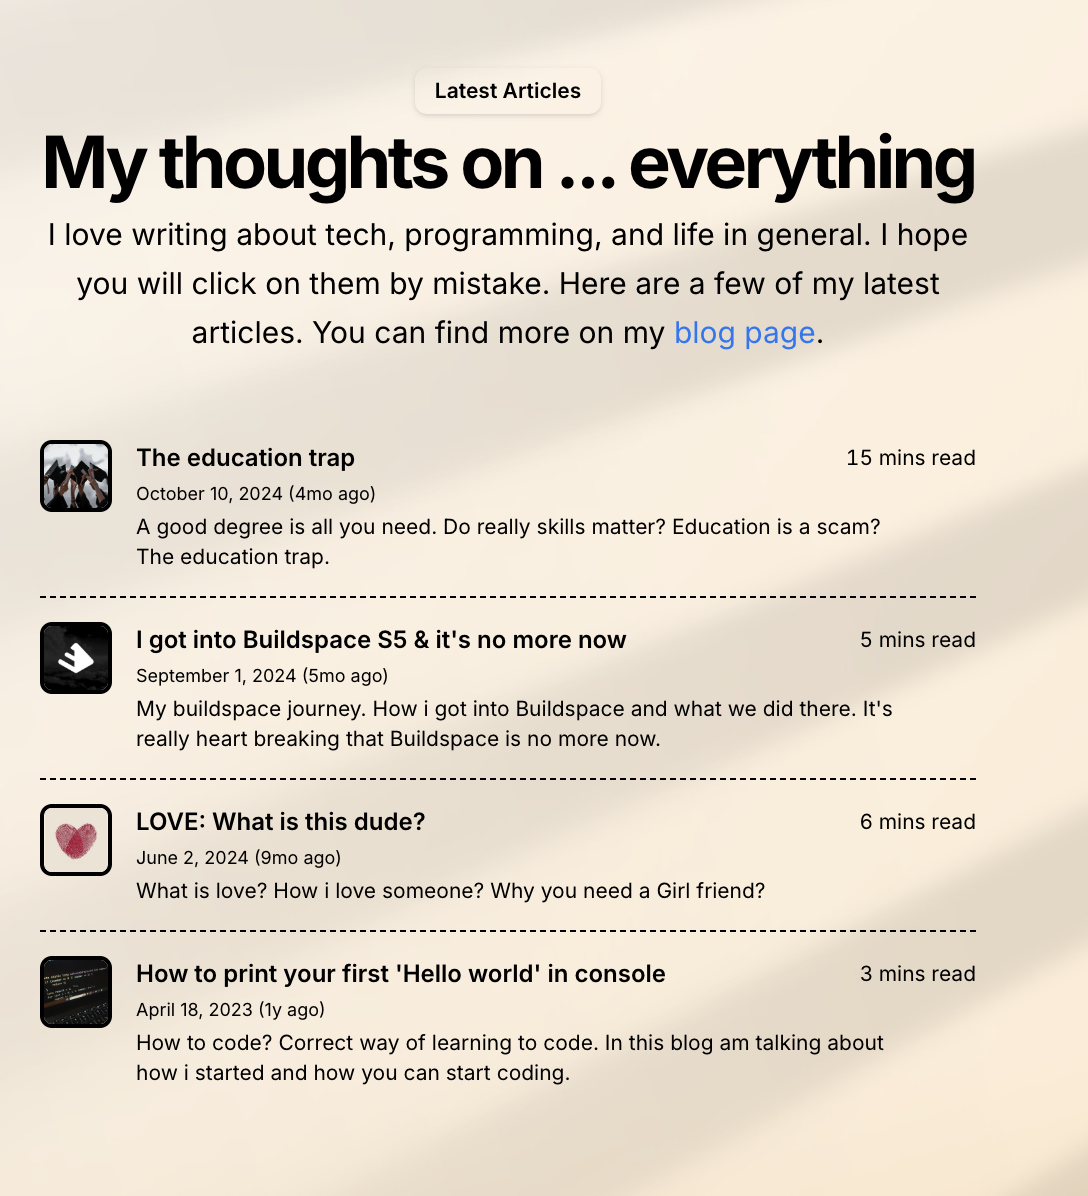 Latest Articles
My thoughts on ... everything
I love writing about tech, programming, and life in general. I hope
you will click on them by mistake. Here are a few of my latest
articles. You can find more on my blog page.
The education trap
15 mins read
October 10, 2024 (4mo ago)
A good degree is all you need. Do really skills matter? Education is a scam?
The education trap.
I got into Buildspace S5 & it's no more now
5 mins read
September 1, 2024 (5mo ago)
My buildspace journey. How i got into Buildspace and what we did there. It's
really heart breaking that Buildspace is no more now.
LOVE: What is this dude?
6 mins read
June 2, 2024 (9mo ago)
What is love? How i love someone? Why you need a Girl friend?
How to print your first 'Hello world' in console
3 mins read
April 18, 2023 (1y ago)
How to code? Correct way of learning to code. In this blog am talking about
how i started and how you can start coding.